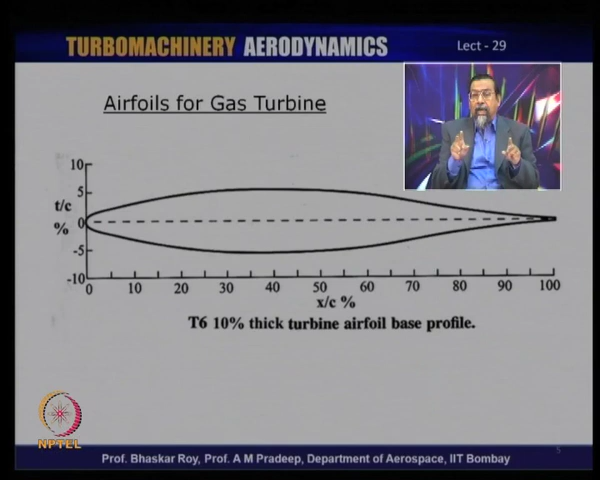 TURBOMACHINERY AERODYNAMICS
Lect - 29
Airfoils for Gas Turbine
10
5
t/c
%
0
-5
-10
0 10 20 30 40 50 60 70 80 90 100
x/c %
T6 10% thick turbine airfoil base profile.
NPTEL
5
Prof. Bhaskar Roy, Prof. A M Pradeep, Department of Aerospace, IIT Bombay